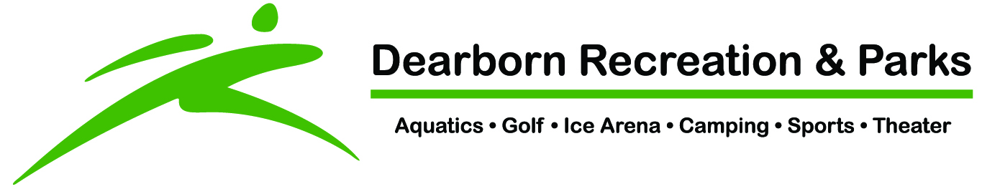 Dearborn Recreation & Parks
Aquatics • Golf • Ice Arena • Camping • Sports • Theater